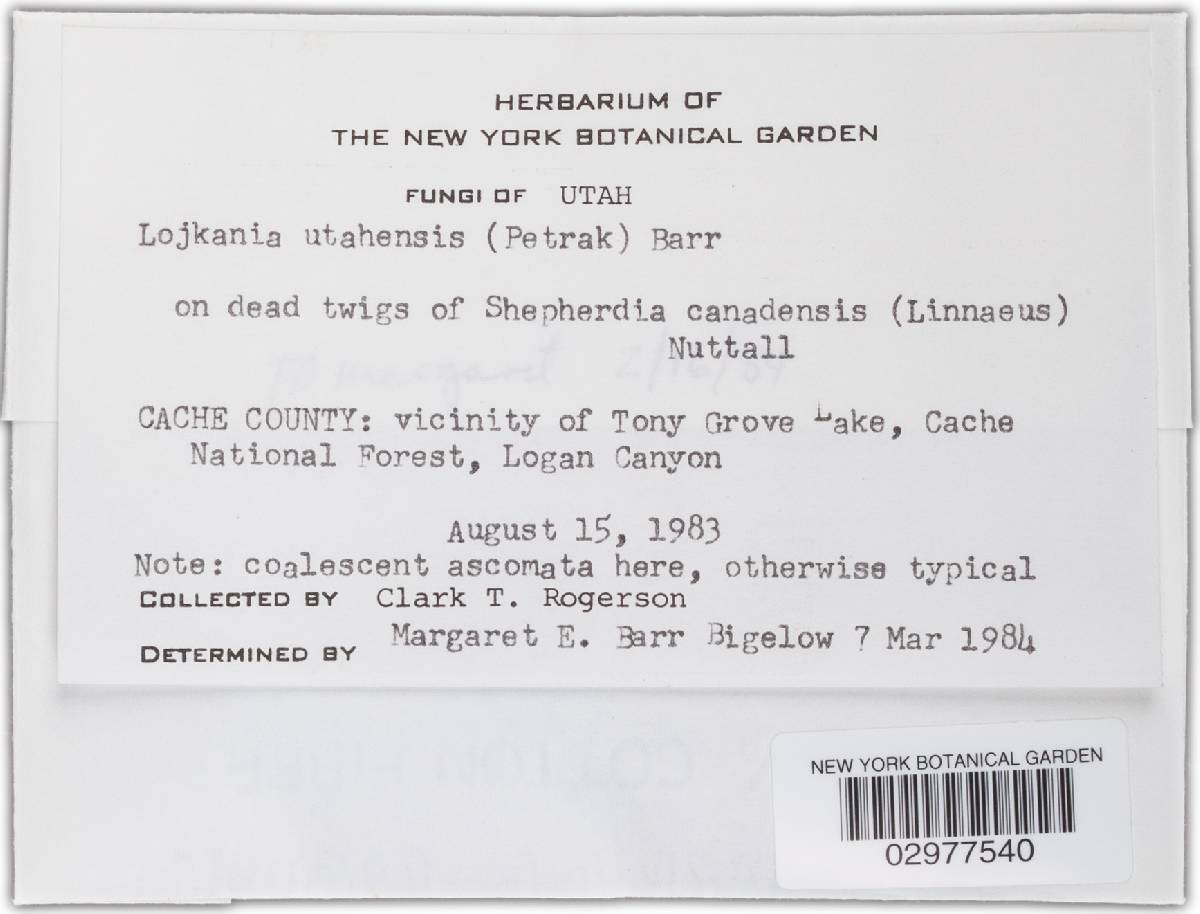 HERBARIUM OF
THE NEW YORK BOTANICAL GARDEN
FUNGI OF UTAH
Lojkania utahensis (Petrak) Barr
on dead twigs of Shepherdia canadensis (Linnaeus)
Nuttall
CACHE COUNTY: vicinity of Tony Grove Lake, Cache
National Forest, Logan Canyon
August 15, 1983
Note: coalescent ascomata here, otherwise typical
COLLECTED BY Clark T. Rogerson
DETERMINED BY Margaret E. Barr Bigelow 7 Mar 1984
NEW YORK BOTANICAL GARDEN
02977540